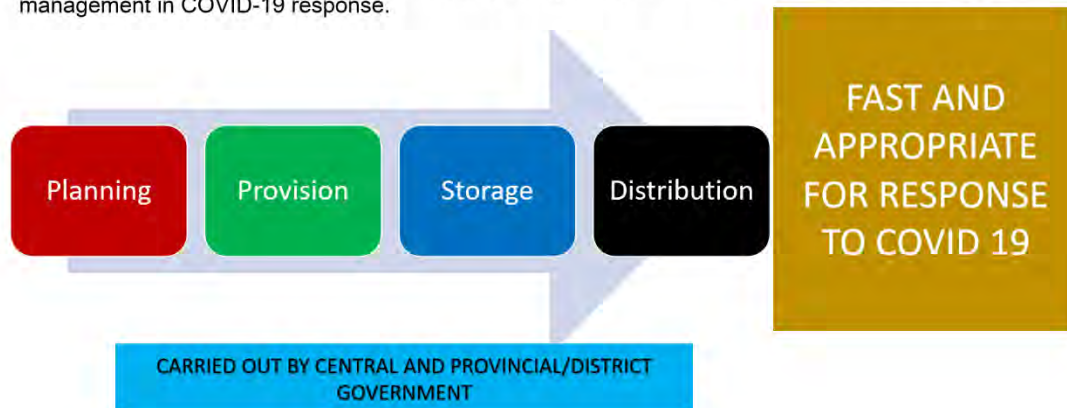 management in COVID-19 response.
Planning
Provision
Storage
Distribution
FAST AND
APPROPRIATE
FOR RESPONSE
TO COVID 19
CARRIED OUT BY CENTRAL AND PROVINCIAL/DISTRICT
GOVERNMENT